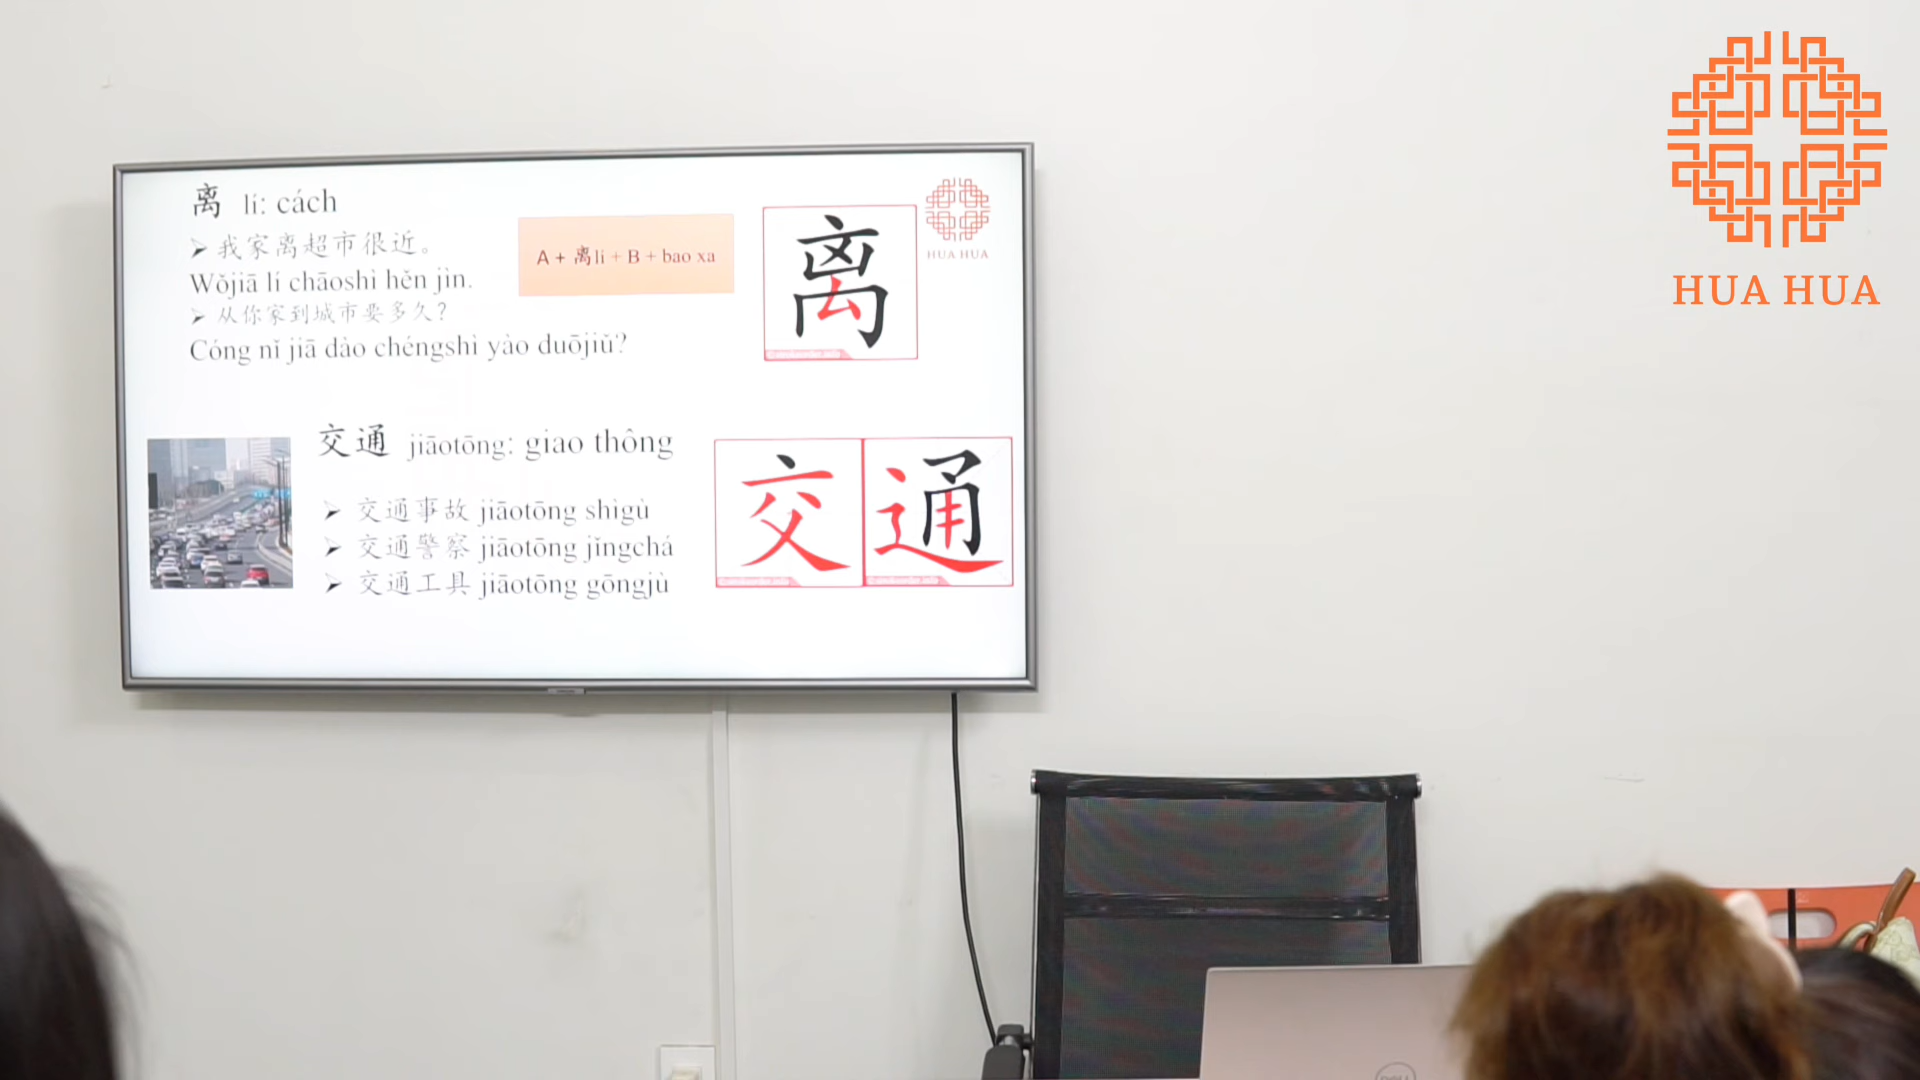 离 lí: cách
➢ 我家离超市很近。
Wǒjiā lí chāoshì hěn jìn.
➢ 从你家到城市要多久?
Cóng nǐ jiā dào chéngshì yào duōjiǔ?
A + 离lí + B + bao xa
离
HUA HUA
交通 jiāotōng: giao thông
➢ 交通事故 jiāotōng shìgù
➢ 交通警察 jiāotōng jǐngchá
➢ 交通工具 jiāotōng gōngjù
交通
HUA HUA
DELL